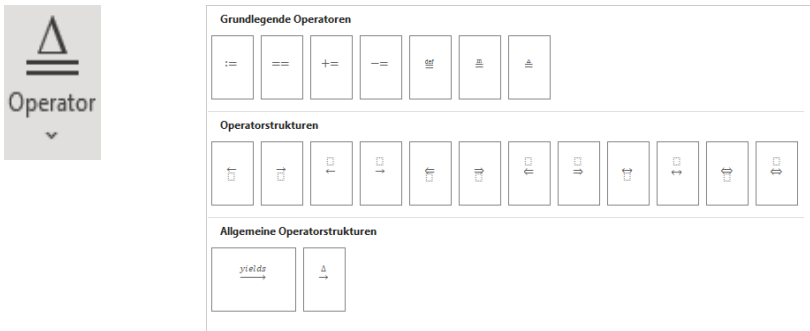 Δ
Operator
Grundlegende Operatoren
:= == += -= ≝ ≞ ≜
Operatorstrukturen
← → ← → ⇐ ⇒ ⇐ ⇒ ↔ ↔ ⇔ ⇔
Allgemeine Operatorstrukturen
yields Δ
→ →